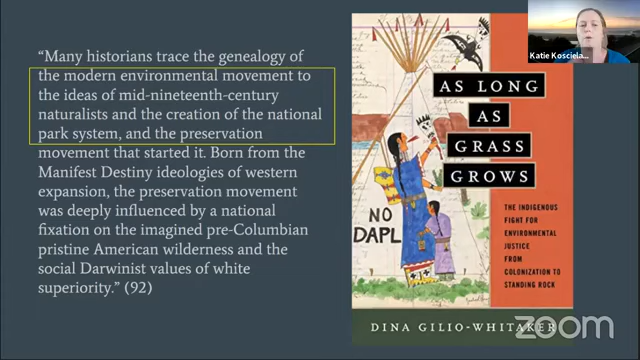 “Many historians trace the genealogy of
the modern environmental movement to
the ideas of mid-nineteenth-century
naturalists and the creation of the national
park system, and the preservation
movement that started it. Born from the
Manifest Destiny ideologies of western
expansion, the preservation movement
was deeply influenced by a national
fixation on the imagined pre-Columbian
pristine American wilderness and the
social Darwinist values of white
superiority.” (92)
AS LONG
AS
GRASS
GROWS
THE INDIGENOUS
FIGHT FOR
ENVIRONMENTAL
JUSTICE
FROM
COLONIZATION TO
STANDING ROCK
NO
DAPL
DINA GILIO-WHITAKER
Katie Kosciela...
zoom